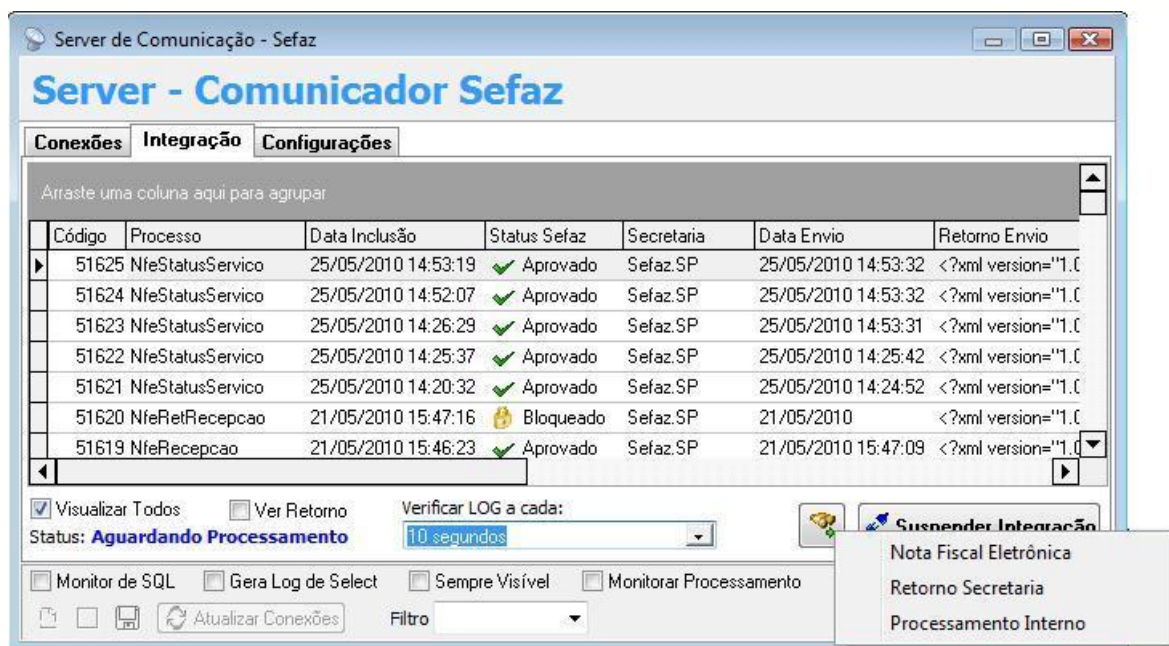 Server de Comunicação - Sefaz
Server - Comunicador Sefaz
Conexões Integração Configurações
Arraste uma coluna aqui para agrupar
Código Processo Data Inclusão Status Sefaz Secretaria Data Envio Retorno Envio
51625 NfeStatusServico 25/05/2010 14:53:19 Aprovado Sefaz.SP 25/05/2010 14:53:32 <?xml version="1.0
51624 NfeStatusServico 25/05/2010 14:52:07 Aprovado Sefaz.SP 25/05/2010 14:53:32 <?xml version="1.0
51623 NfeStatusServico 25/05/2010 14:26:29 Aprovado Sefaz.SP 25/05/2010 14:53:31 <?xml version="1.0
51622 NfeStatusServico 25/05/2010 14:25:37 Aprovado Sefaz.SP 25/05/2010 14:25:42 <?xml version="1.0
51621 NfeStatusServico 25/05/2010 14:20:32 Aprovado Sefaz.SP 25/05/2010 14:24:52 <?xml version="1.0
51620 NfeRetRecepcao 21/05/2010 15:47:16 Bloqueado Sefaz.SP 21/05/2010 <?xml version="1.0
51619 NfeRecepcao 21/05/2010 15:46:23 Aprovado Sefaz.SP 21/05/2010 15:47:09 <?xml version="1.0
Visualizar Todos Ver Retorno Verificar LOG a cada:
Status: Aguardando Processamento 10 segundos Suspender Integração
Nota Fiscal Eletrônica
Monitor de SQL Gera Log de Select Sempre Visível Monitorar Processamento Retorno Secretaria
Atualizar Conexões Filtro Processamento Interno